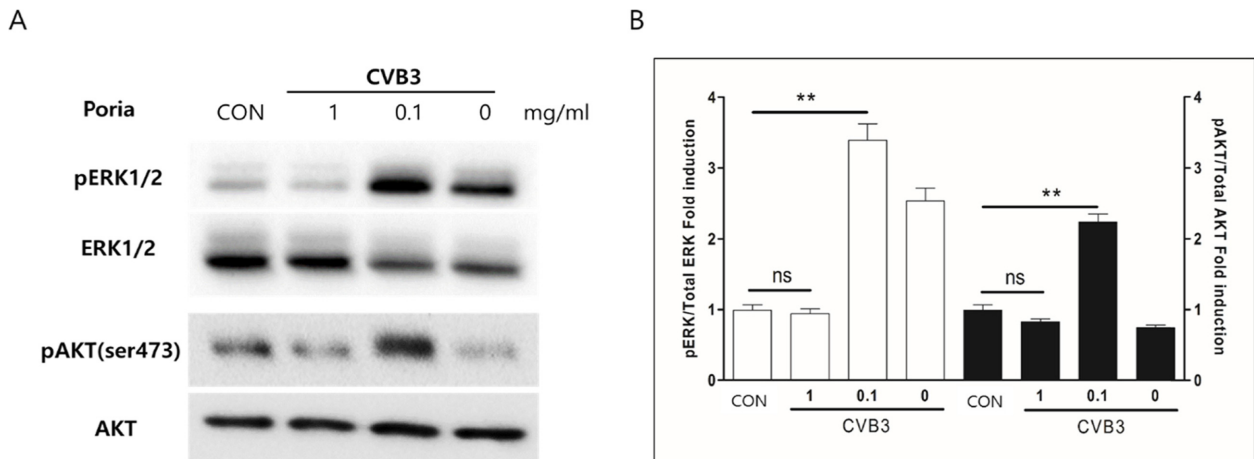 A
CVB3
Poria CON 1 0.1 0 mg/ml
pERK1/2
ERK1/2
pAKT(ser473)
AKT
B
pERK/Total ERK Fold induction
4
3
2
1
0
**
ns
**
ns
4
3
2
1
0
pAKT/Total AKT Fold induction
CON 1 0.1 0 CON 1 0.1 0
CVB3 CVB3